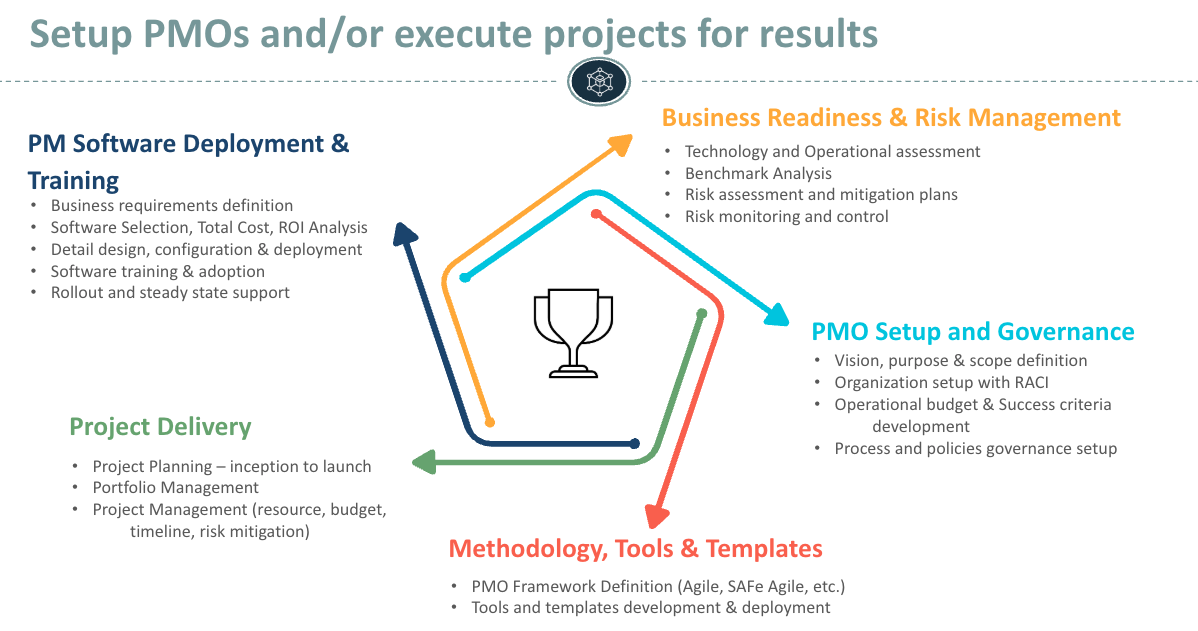 Setup PMOs and/or execute projects for results
PM Software Deployment &
Training
• Business requirements definition
• Software Selection, Total Cost, ROI Analysis
• Detail design, configuration & deployment
• Software training & adoption
• Rollout and steady state support
Business Readiness & Risk Management
• Technology and Operational assessment
• Benchmark Analysis
• Risk assessment and mitigation plans
• Risk monitoring and control
PMO Setup and Governance
• Vision, purpose & scope definition
• Organization setup with RACI
• Operational budget & Success criteria
development
• Process and policies governance setup
Project Delivery
• Project Planning – inception to launch
• Portfolio Management
• Project Management (resource, budget,
timeline, risk mitigation)
Methodology, Tools & Templates
• PMO Framework Definition (Agile, SAFe Agile, etc.)
• Tools and templates development & deployment